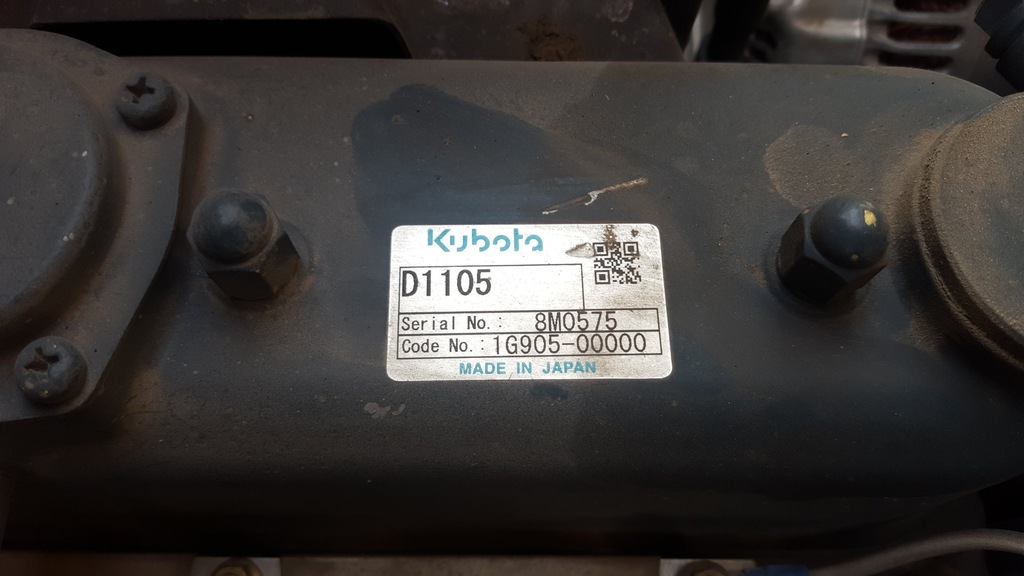 Kubota
D1105
Serial No.: 8M0575
Code No.: 1G905-00000
MADE IN JAPAN